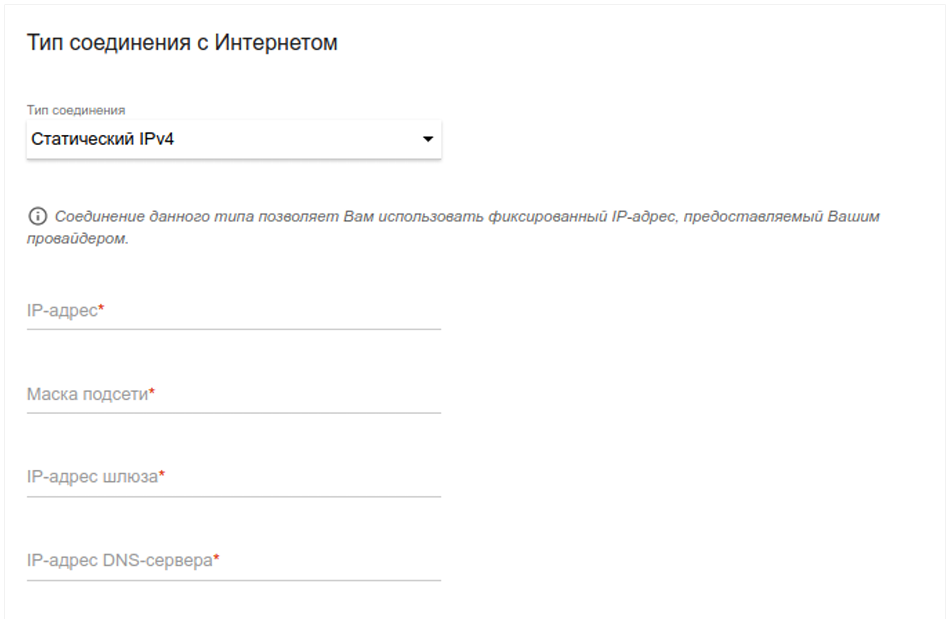 Тип соединения с Интернетом
Тип соединения
Статический IPv4
Соединение данного типа позволяет Вам использовать фиксированный IP-адрес, предоставляемый Вашим
провайдером.
IP-адрес*
Маска подсети*
IP-адрес шлюза*
IP-адрес DNS-сервера*